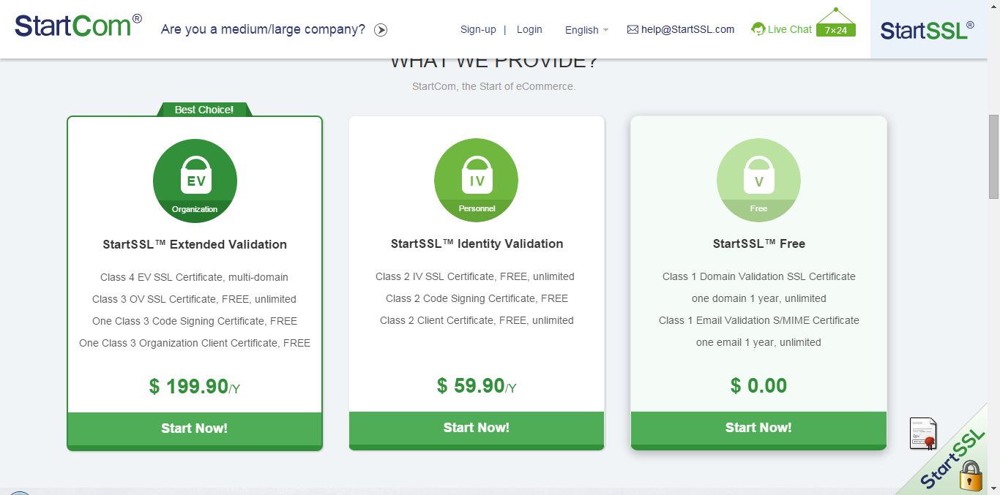 StartCom®
Are you a medium/large company?
Sign-up | Login
English
help@StartSSL.com
Live Chat
7×24
StartSSL®
WHAT WE PROVIDE?
StartCom, the Start of eCommerce.
Best Choice!
EV
Organization
StartSSL™ Extended Validation
Class 4 EV SSL Certificate, multi-domain
Class 3 OV SSL Certificate, FREE, unlimited
One Class 3 Code Signing Certificate, FREE
One Class 3 Organization Client Certificate, FREE
$ 199.90/Y
Start Now!
IV
Personnel
StartSSL™ Identity Validation
Class 2 IV SSL Certificate, FREE, unlimited
Class 2 Code Signing Certificate, FREE
Class 2 Client Certificate, FREE, unlimited
$ 59.90/Y
Start Now!
V
Free
StartSSL™ Free
Class 1 Domain Validation SSL Certificate
one domain 1 year, unlimited
Class 1 Email Validation S/MIME Certificate
one email 1 year, unlimited
$ 0.00
Start Now!
StartSSL